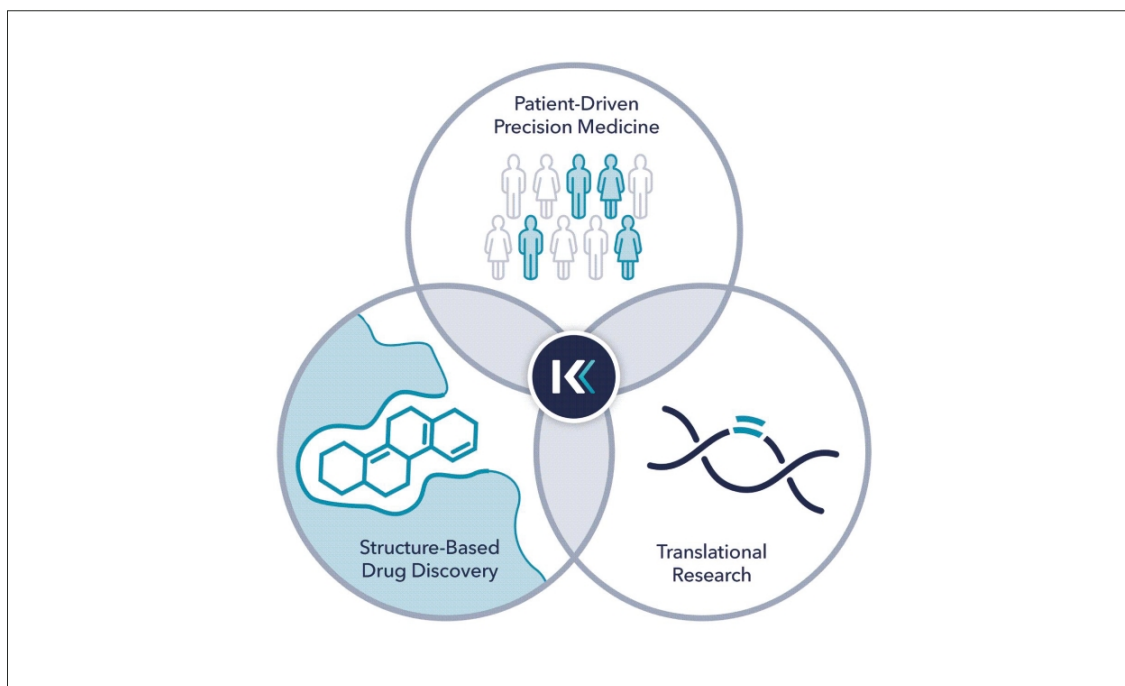 Patient-Driven
Precision Medicine
K
Structure-Based
Drug Discovery
Translational
Research